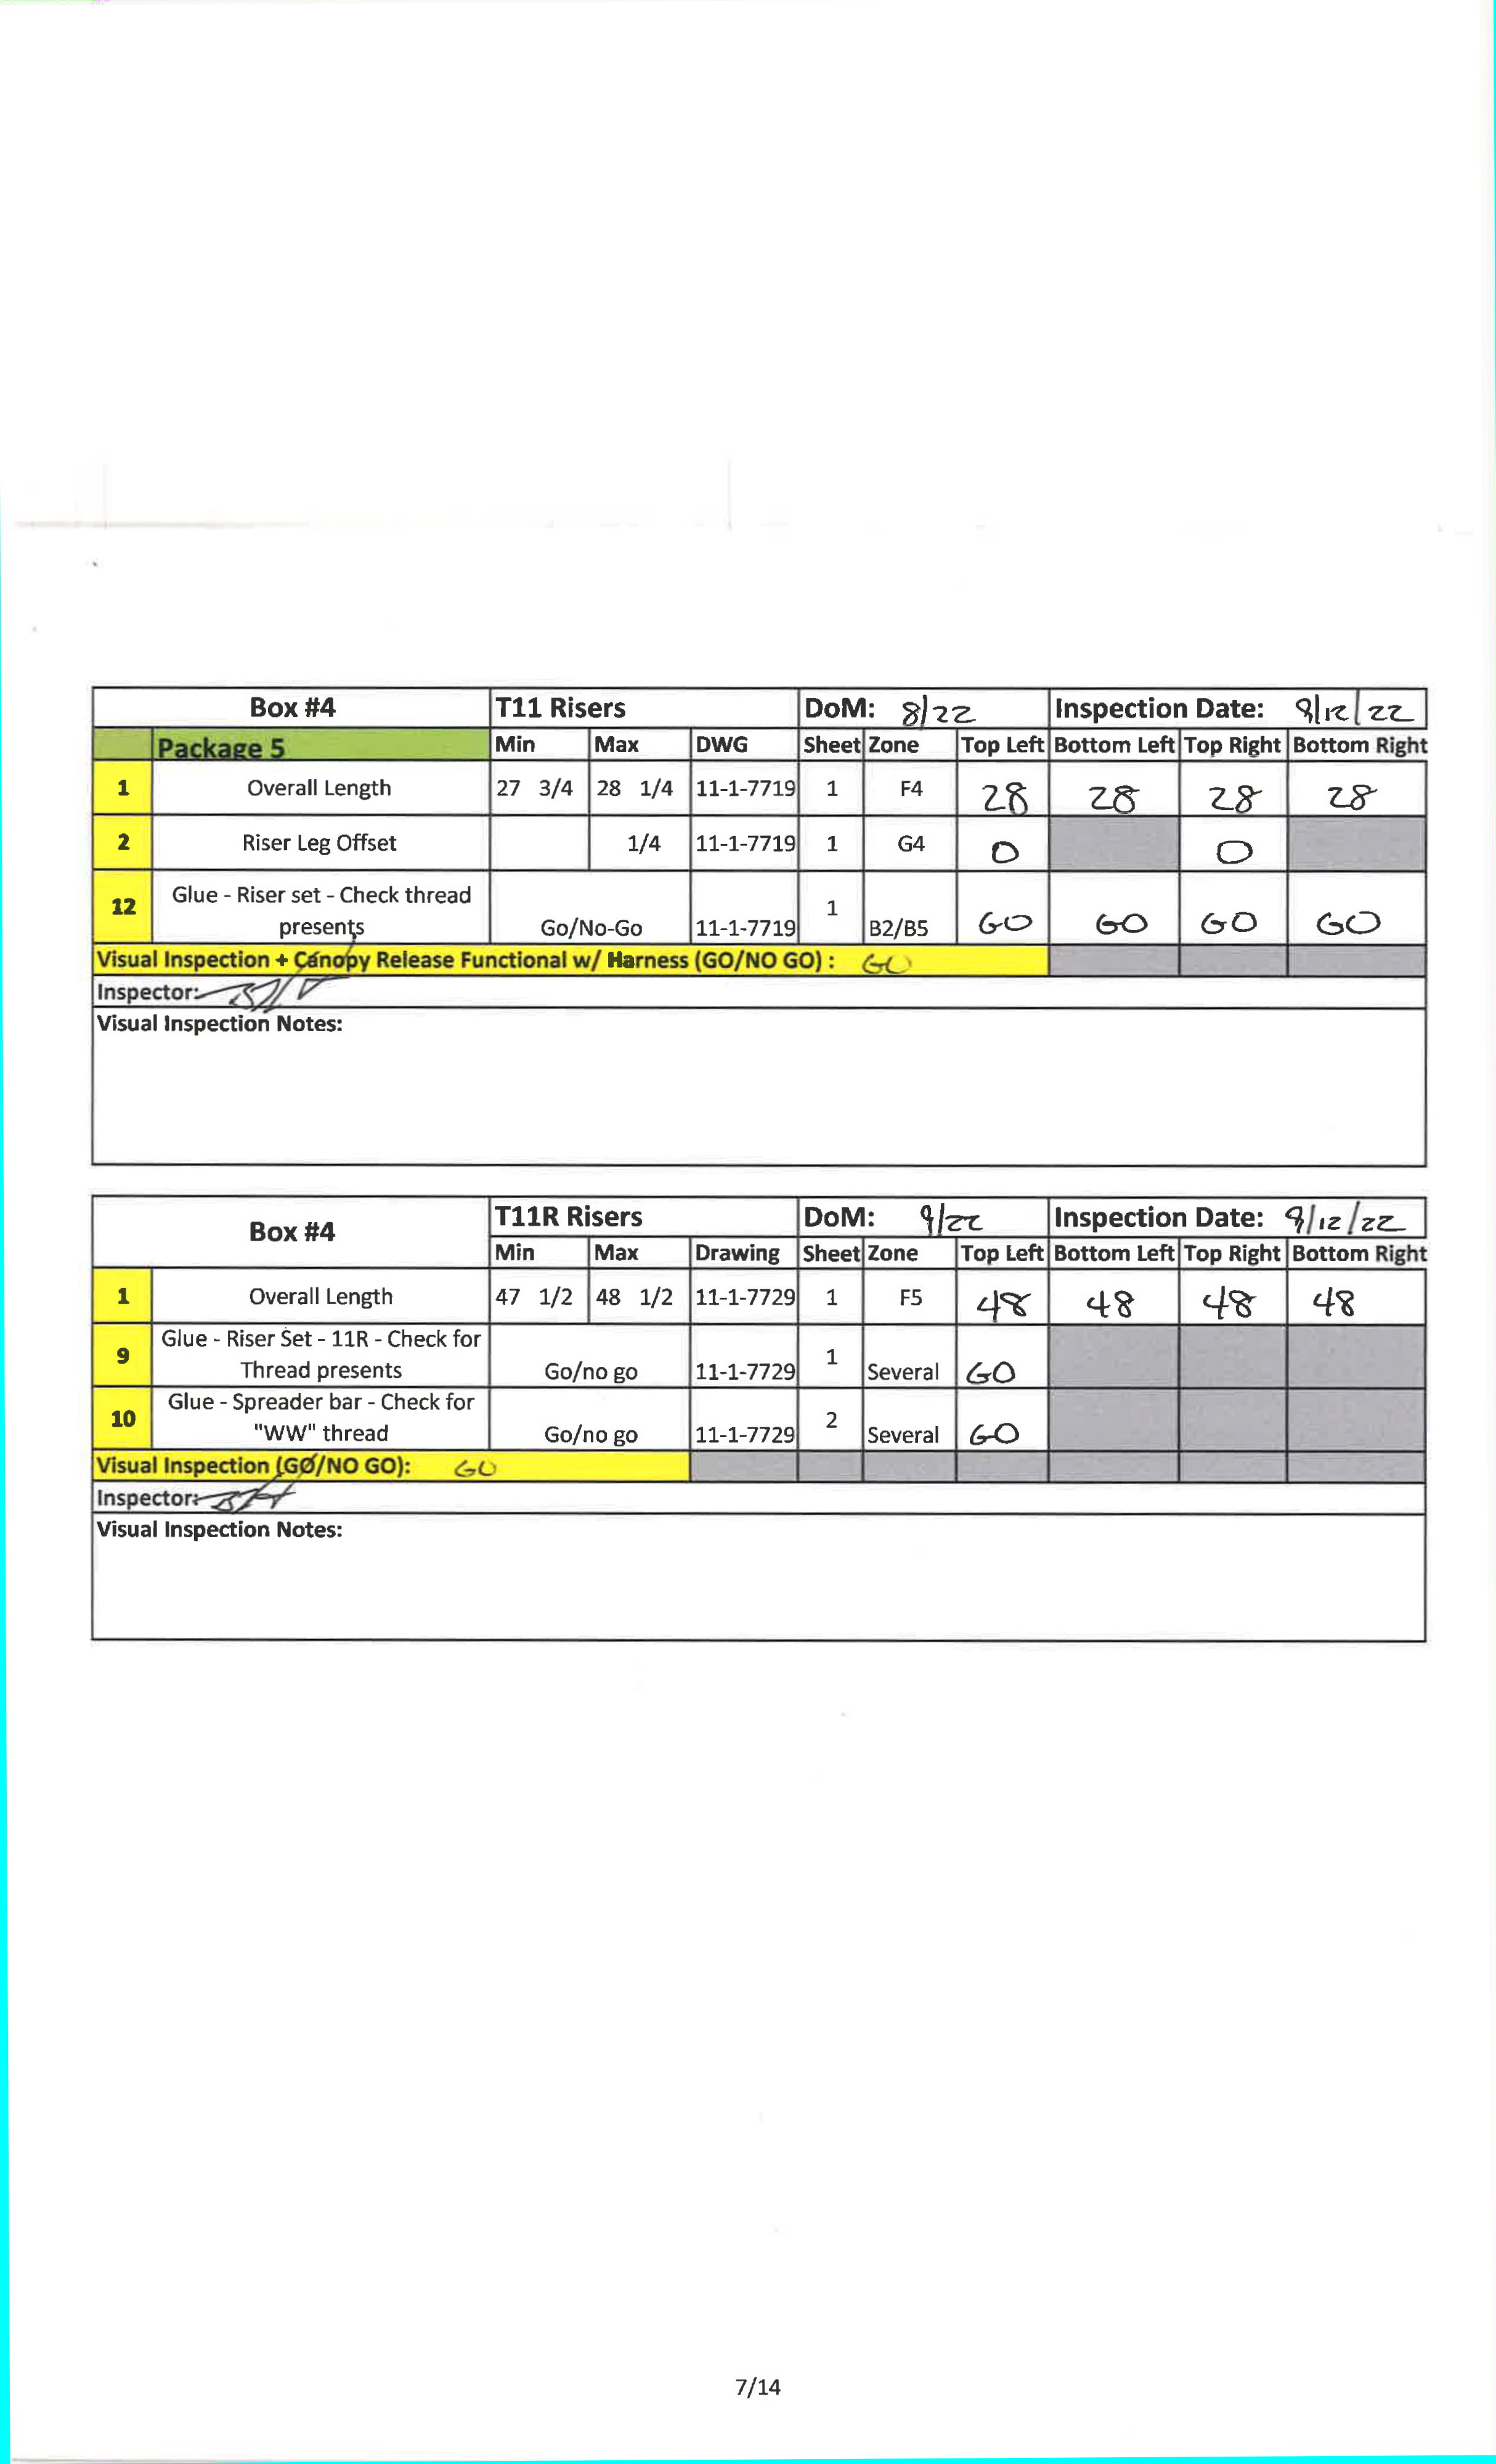 Box #4 T11 Risers DoM: 8/22 Inspection Date: 9/12/22
Package 5 Min Max DWG Sheet Zone Top Left Bottom Left Top Right Bottom Right
1 Overall Length 27 3/4 28 1/4 11-1-7719 1 F4 28 28 28 28
2 Riser Leg Offset 1/4 11-1-7719 1 G4 0 0
12 Glue - Riser set - Check thread
presents Go/No-Go 11-1-7719 1 B2/B5 GO GO GO GO
Visual Inspection + Canopy Release Functional w/ Harness (GO/NO GO) : GO
Inspector:
Visual Inspection Notes:
Box #4 T11R Risers DoM: 9/22 Inspection Date: 9/12/22
Min Max Drawing Sheet Zone Top Left Bottom Left Top Right Bottom Right
1 Overall Length 47 1/2 48 1/2 11-1-7729 1 F5 48 48 48 48
9 Glue - Riser Set - 11R - Check for
Thread presents Go/no go 11-1-7729 1 Several GO
10 Glue - Spreader bar - Check for
"WW" thread Go/no go 11-1-7729 2 Several GO
Visual Inspection (GO/NO GO): GO
Inspector:
Visual Inspection Notes:
7/14